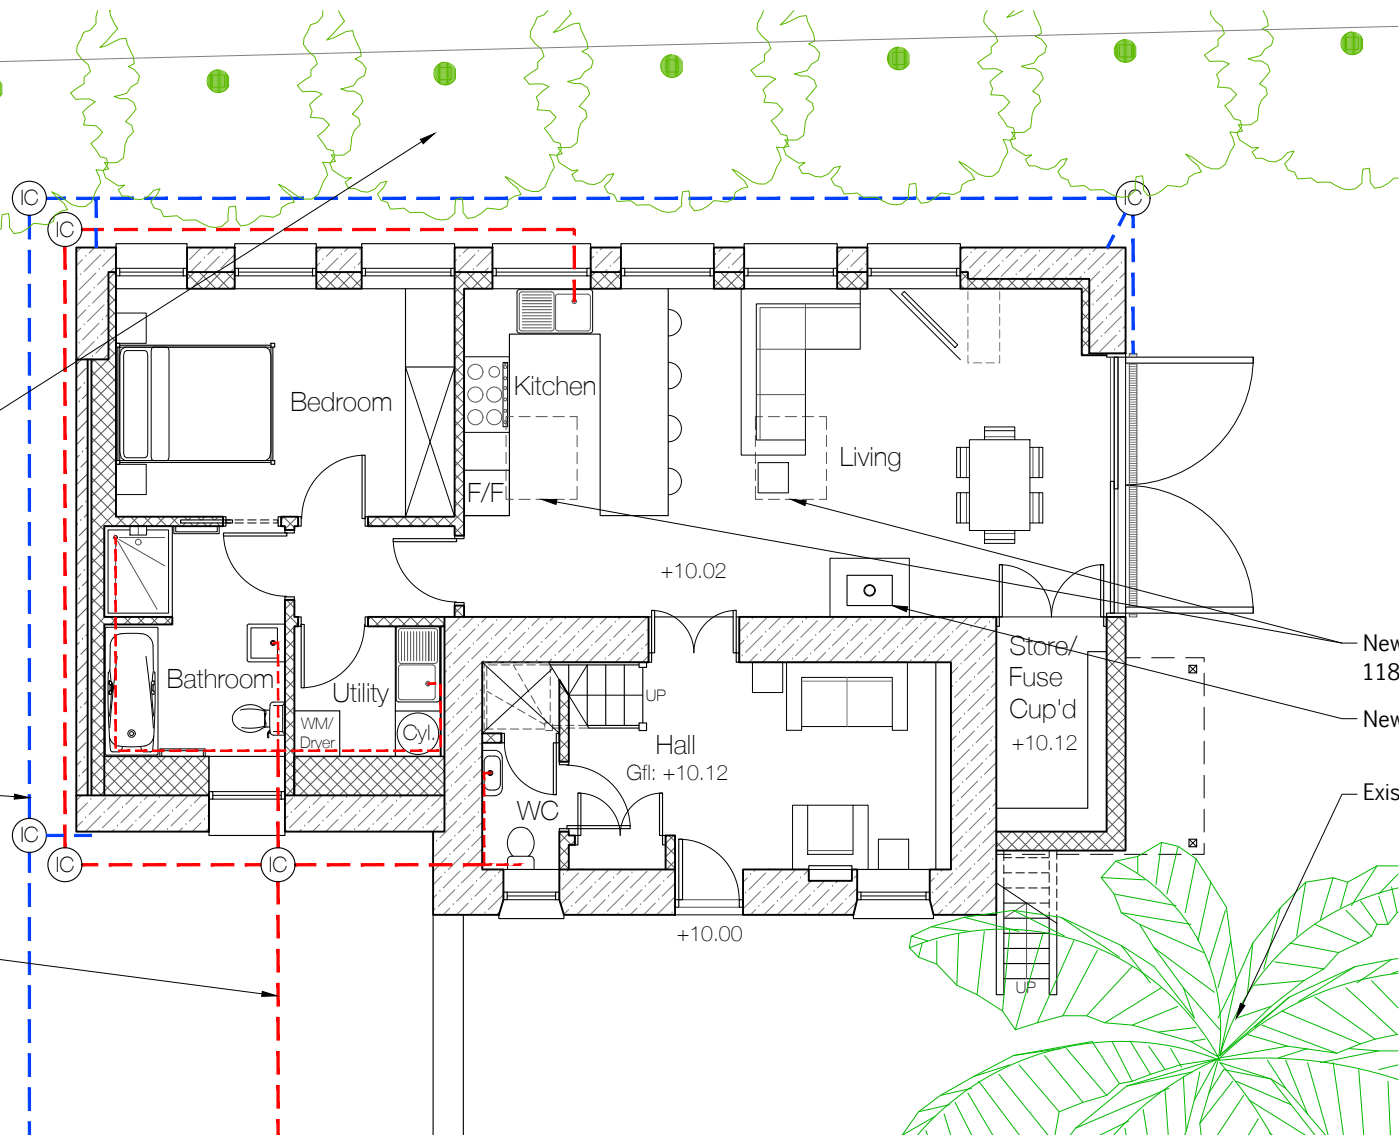 IC
IC
IC
Bedroom
Kitchen
Living
F/F
+10.02
Bathroom
Utility
WM/
Dryer
Cyl.
UP
Hall
Gfl: +10.12
WC
Store/
Fuse
Cup'd
+10.12
New
118
New
Exis
IC
IC
IC
+10.00
UP